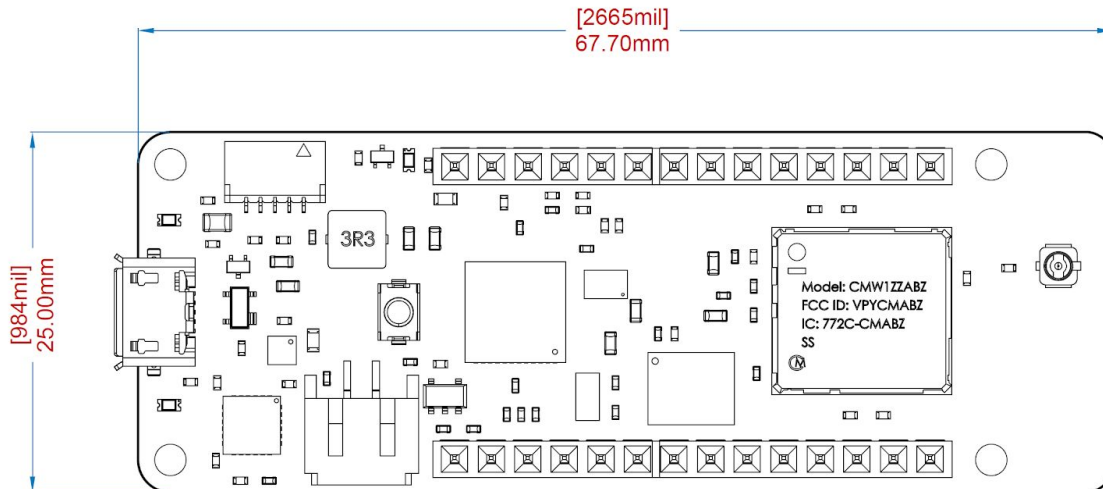 [2665mil]
67.70mm
[984mil]
25.00mm
3R3
Model: CMW1ZZABZ
FCC ID: VPYCMABZ
IC: 772C-CMABZ
SS
M